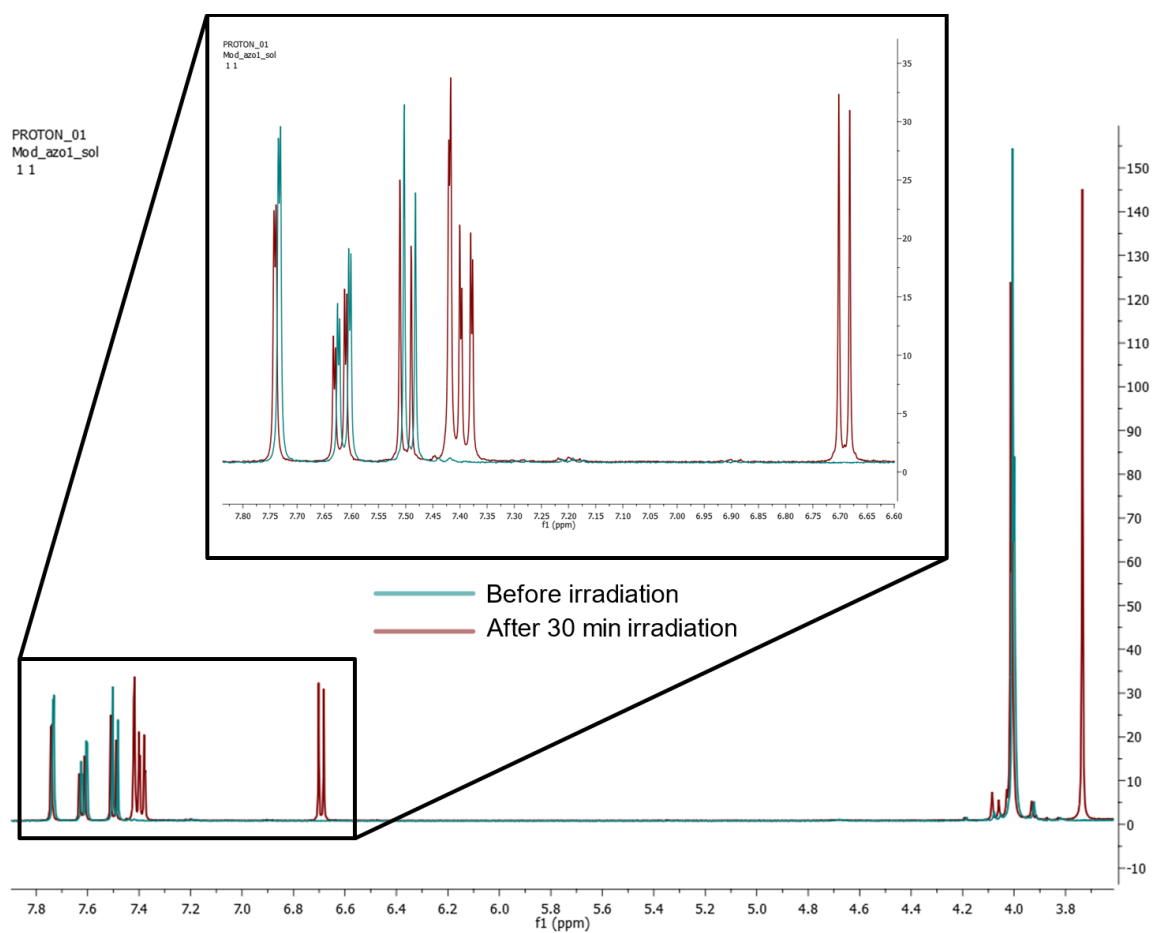 PROTON_01
Mod_azo1_sol
1 1
35
30
25
20
15
10
5
0
7.80 7.75 7.70 7.65 7.60 7.55 7.50 7.45 7.40 7.35 7.30 7.25 7.20 7.15 7.10 7.05 7.00 6.95 6.90 6.85 6.80 6.75 6.70 6.65 6.60
f1 (ppm)
PROTON_01
Mod_azo1_sol
1 1
Before irradiation
After 30 min irradiation
150
140
130
120
110
100
90
80
70
60
50
40
30
20
10
0
-10
7.8 7.6 7.4 7.2 7.0 6.8 6.6 6.4 6.2 6.0 5.8 5.6 5.4 5.2 5.0 4.8 4.6 4.4 4.2 4.0 3.8
f1 (ppm)